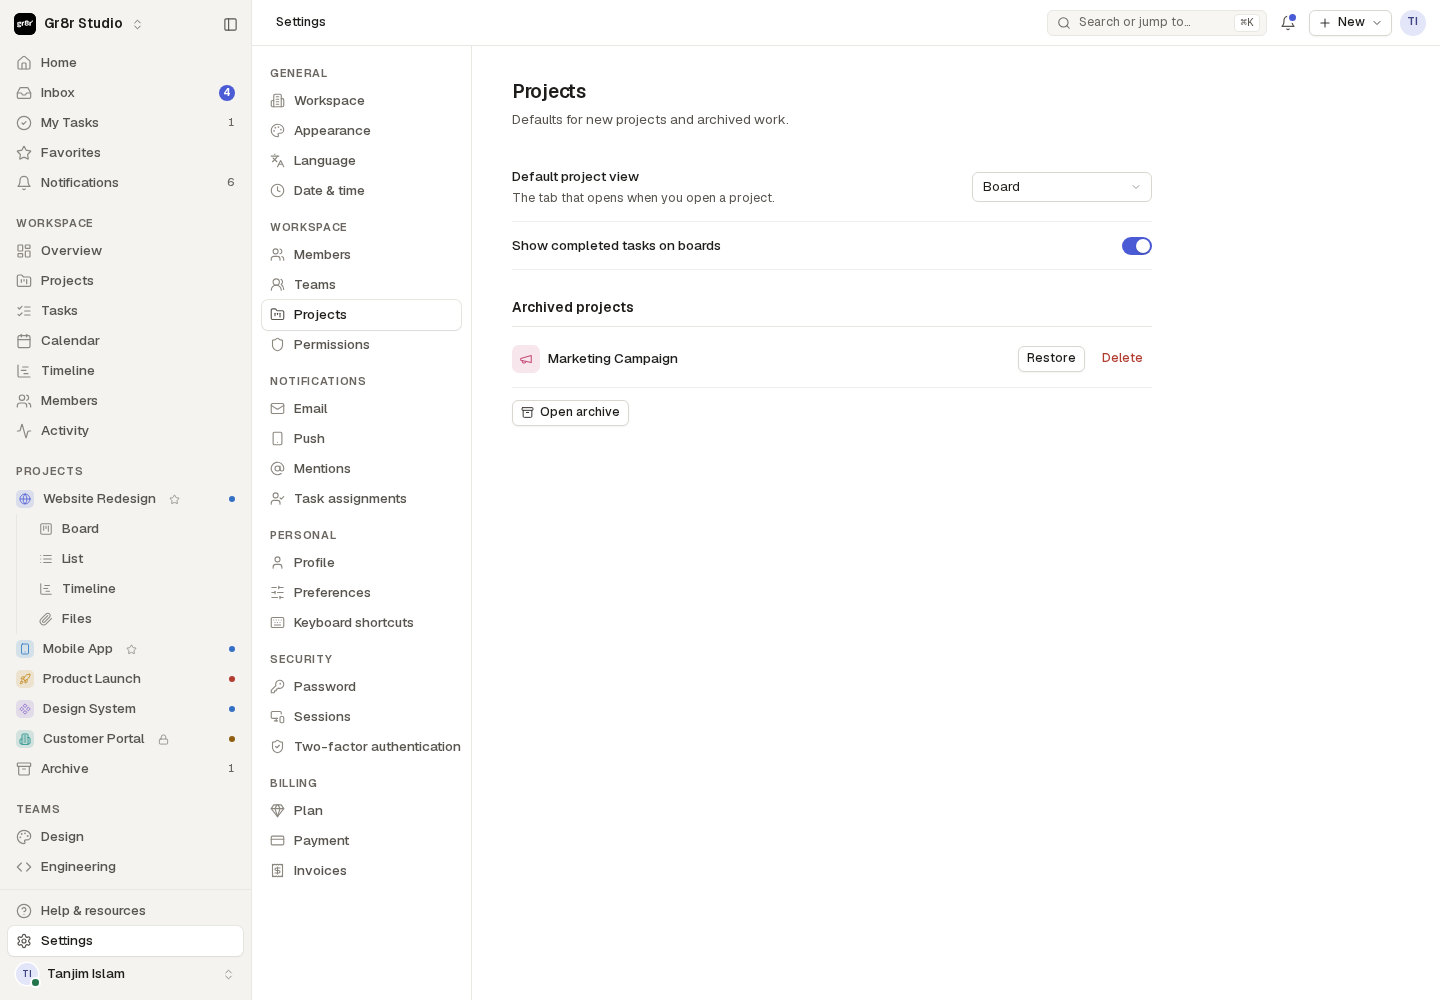 gr8r
Gr8r Studio
Home
Inbox
4
My Tasks
1
Favorites
Notifications
6
WORKSPACE
Overview
Projects
Tasks
Calendar
Timeline
Members
Activity
PROJECTS
Website Redesign
Board
List
Timeline
Files
Mobile App
Product Launch
Design System
Customer Portal
Archive
1
TEAMS
Design
Engineering
Help & resources
Settings
TI
Tanjim Islam
Settings
Search or jump to...
⌘K
New
TI
GENERAL
Workspace
Appearance
Language
Date & time
WORKSPACE
Members
Teams
Projects
Permissions
NOTIFICATIONS
Email
Push
Mentions
Task assignments
PERSONAL
Profile
Preferences
Keyboard shortcuts
SECURITY
Password
Sessions
Two-factor authentication
BILLING
Plan
Payment
Invoices
Projects
Defaults for new projects and archived work.
Default project view
The tab that opens when you open a project.
Board
Show completed tasks on boards
Archived projects
Marketing Campaign
Restore
Delete
Open archive